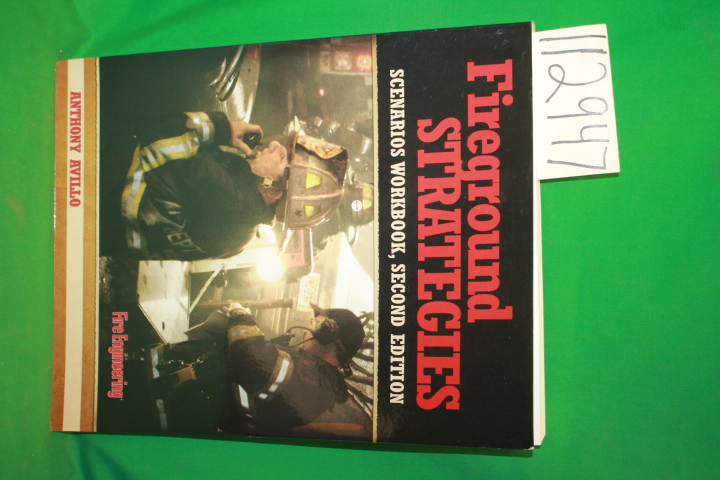 Fireground
STRATEGIES
SCENARIOS WORKBOOK, SECOND EDITION
Fire Engineering
ANTHONY AVILLO
112947